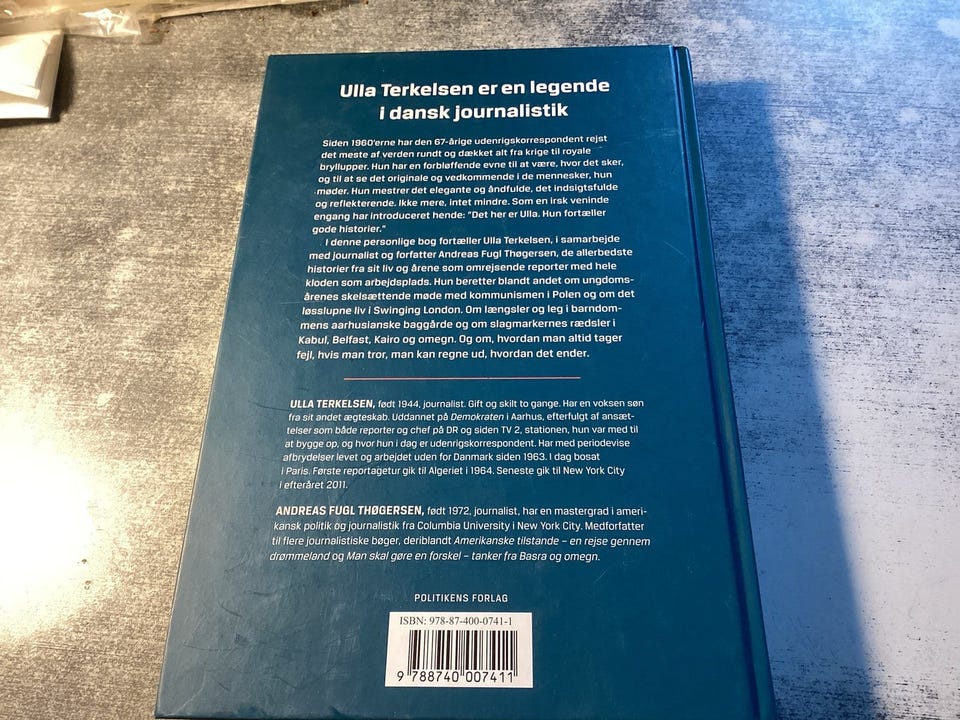 Ulla Terkelsen er en legende
i dansk journalistik
Siden 1960'erne har den 67-årige udenrigskorrespondent rejst
det meste af verden rundt og dækket alt fra krige til royale
bryllupper. Hun har en forbløffende evne til at være, hvor det sker,
og til at se det originale og vedkommende i de mennesker, hun
møder. Hun mestrer det elegante og åndfulde, det indsigtsfulde
og reflekterende. Ikke mere, intet mindre. Som en irsk veninde
engang har introduceret hende: "Det her er Ulla. Hun fortæller
gode historier."
I denne personlige bog fortæller Ulla Terkelsen, i samarbejde
med journalist og forfatter Andreas Fugl Thøgersen, de allerbedste
historier fra sit liv og årene som omrejsende reporter med hele
kloden som arbejdsplads. Hun beretter blandt andet om ungdoms-
årenes skelsættende møde med kommunismen i Polen og om det
løsslupne liv i Swinging London. Om længsler og leg i barndom-
mens aarhusianske baggårde og om slagmarkernes rædsler i
Kabul, Belfast, Kairo og omegn. Og om, hvordan man altid tager
fejl, hvis man tror, man kan regne ud, hvordan det ender.
ULLA TERKELSEN, født 1944, journalist. Gift og skilt to gange. Har en voksen søn
fra sit andet ægteskab. Uddannet på Demokraten i Aarhus, efterfulgt af ansæt-
telser som både reporter og chef på DR og siden TV 2, stationen, hun var med til
at bygge op, og hvor hun i dag er udenrigskorrespondent. Har med periodevise
afbrydelser levet og arbejdet uden for Danmark siden 1963. I dag bosat
i Paris. Første reportagetur gik til Algeriet i 1964. Seneste gik til New York City
i efteråret 2011.
ANDREAS FUGL THØGERSEN, født 1972, journalist, har en mastergrad i ameri-
kansk politik og journalistik fra Columbia University i New York City. Medforfatter
til flere journalistiske bøger, deriblandt Amerikanske tilstande – en rejse gennem
drømmeland og Man skal gøre en forskel – tanker fra Basra og omegn.
POLITIKENS FORLAG
ISBN: 978-87-400-0741-1
9 788740 007411